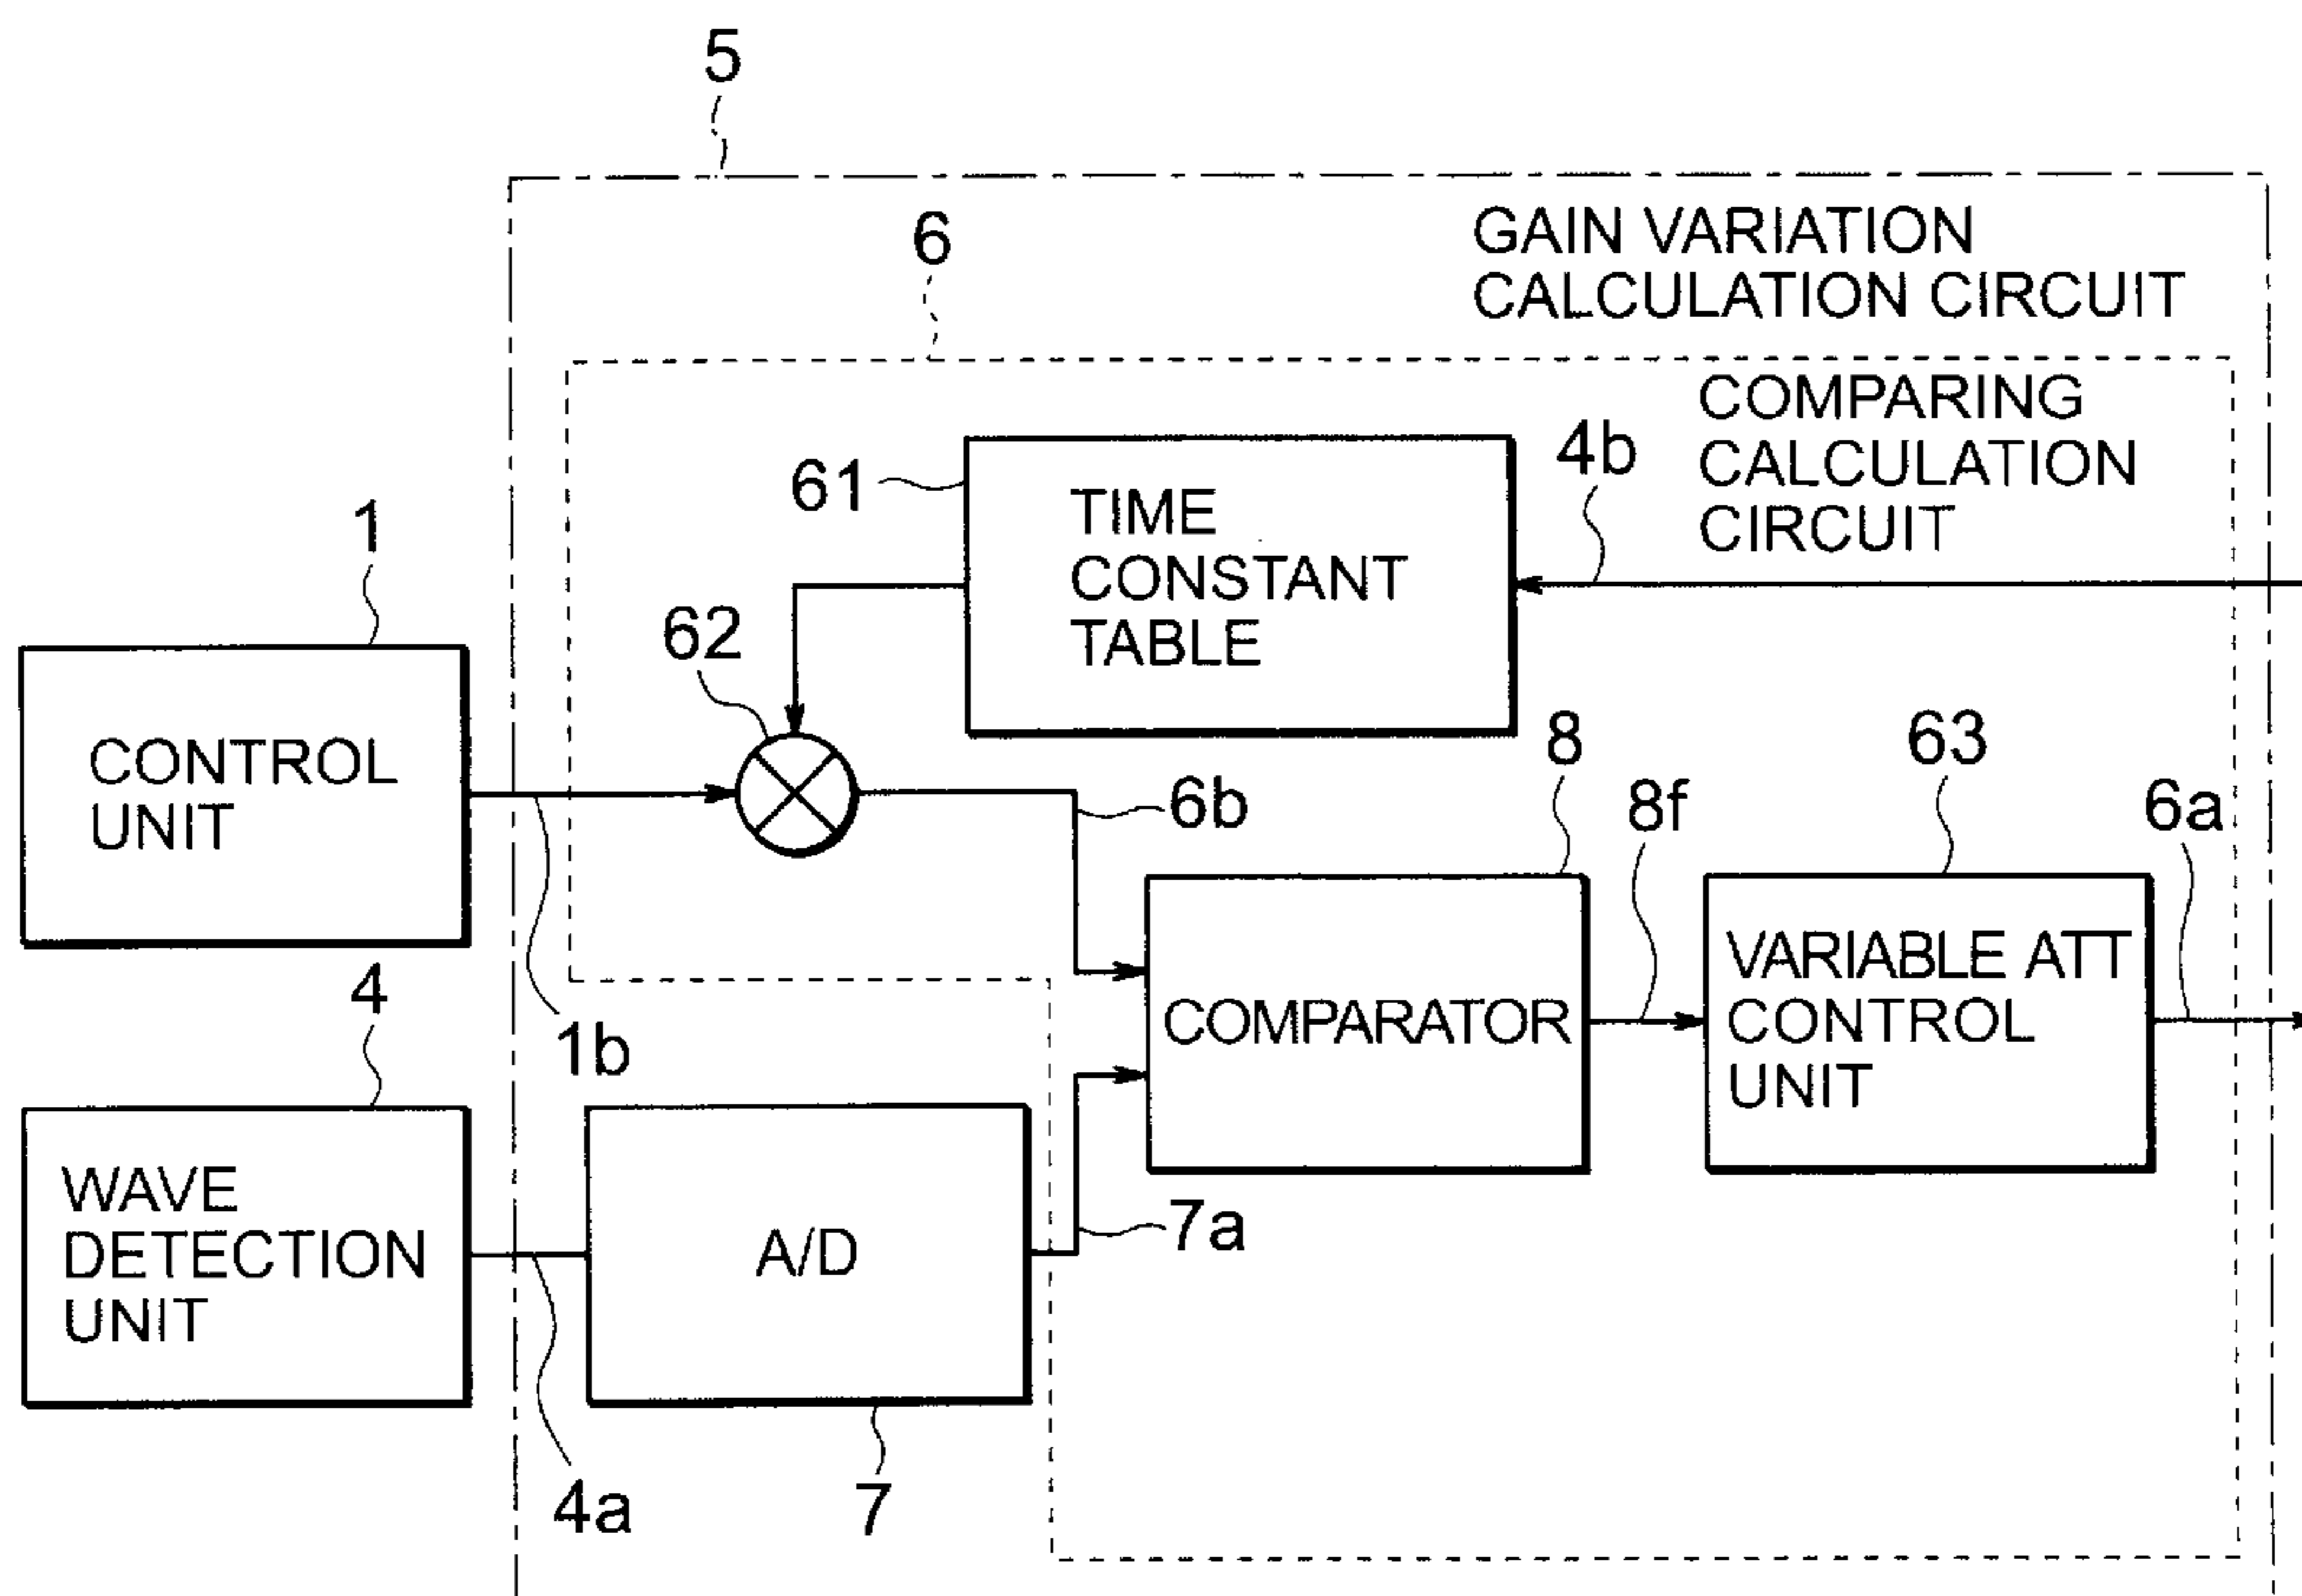 5
GAIN VARIATION
CALCULATION CIRCUIT
6
COMPARING
CALCULATION
CIRCUIT
4b
61
TIME
CONSTANT
TABLE
1
62
CONTROL
UNIT
6b
8
63
8f
6a
1b
COMPARATOR
VARIABLE ATT
CONTROL
UNIT
4
WAVE
DETECTION
UNIT
A/D
7a
4a
7